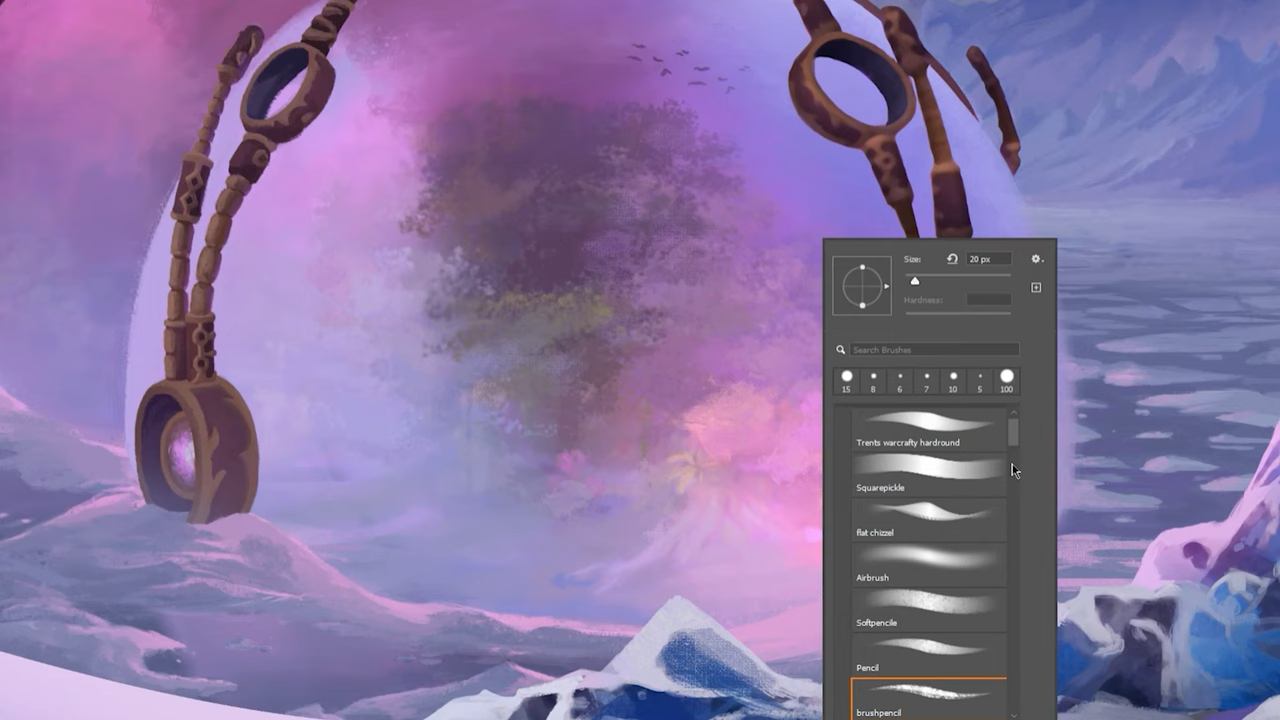 Size:
20 px
Hardness:
Search Brushes
15 8 6 7 10 5 100
Trents warcrafty hardround
Squarepickle
flat chizzel
Airbrush
Softpencile
Pencil
brushpencil